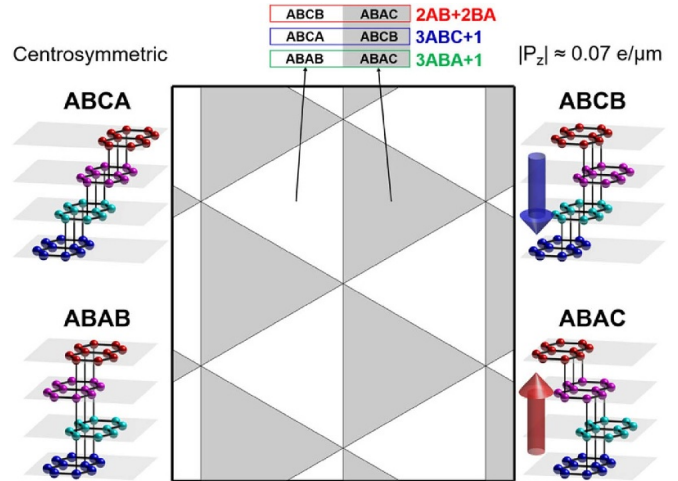 ABCB ABAC 2AB+2BA
ABCA ABCB 3ABC+1
ABAB ABAC 3ABA+1
Centrosymmetric
|Pz| ≈ 0.07 e/µm
ABCA
ABCB
ABAB
ABAC